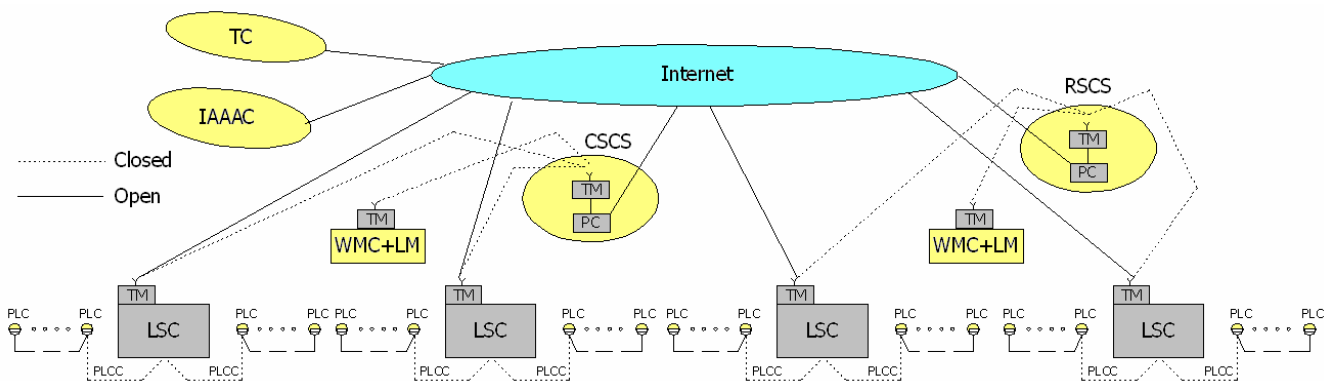 TC
Internet
IAAAC
RSCS
CSCS
Closed
Open
TM
PC
TM
PC
TM
WMC+LM
TM
WMC+LM
TM
LSC
TM
LSC
TM
LSC
TM
LSC
PLC PLC PLC PLC PLC PLC PLC PLC PLC PLC PLC PLC PLC PLC PLC PLC
PLCC PLCC PLCC PLCC PLCC PLCC PLCC PLCC